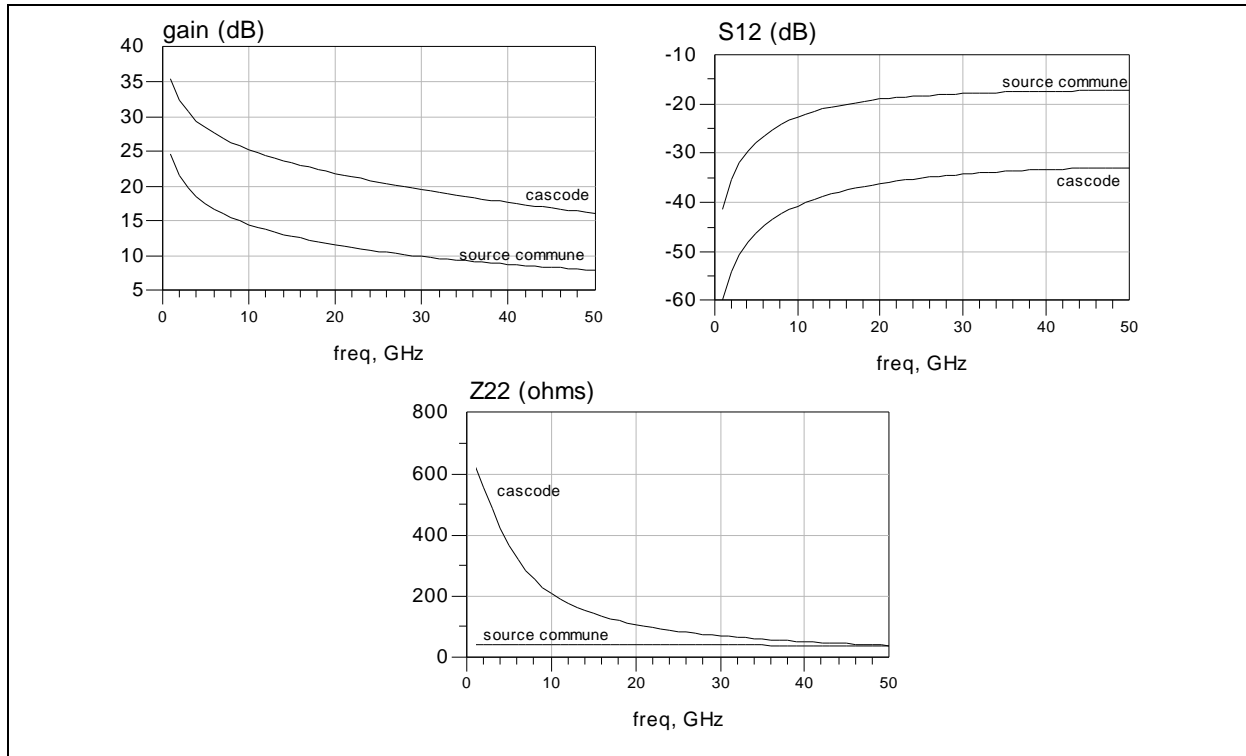 gain (dB)
40
35
30
25
20
15
10
5
cascode
source commune
0 10 20 30 40 50
freq, GHz
S12 (dB)
-10
-20
-30
-40
-50
-60
source commune
cascode
0 10 20 30 40 50
freq, GHz
Z22 (ohms)
800
600
400
200
0
cascode
source commune
0 10 20 30 40 50
freq, GHz